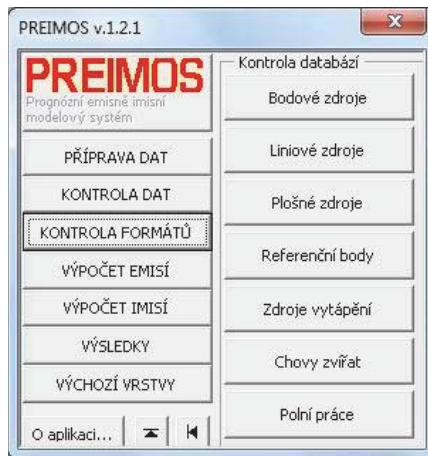 PREIMOS v.1.2.1
PREIMOS
Prognózní emisně imisní
modelový systém
PŘÍPRAVA DAT
KONTROLA DAT
KONTROLA FORMÁTŮ
VÝPOČET EMISÍ
VÝPOČET IMISÍ
VÝSLEDKY
VÝCHOZÍ VRSTVY
O aplikaci...
Kontrola databází
Bodové zdroje
Liniové zdroje
Plošné zdroje
Referenční body
Zdroje vytápění
Chovy zvířat
Polní práce